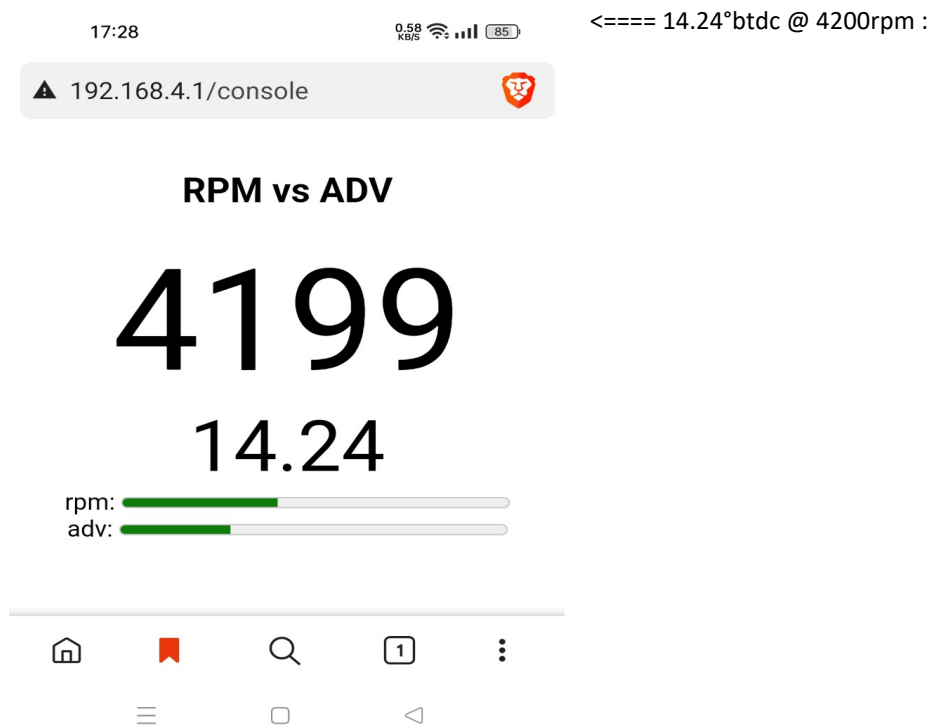 17:28
0.58 KB/S
85
<==== 14.24°btdc @ 4200rpm :
192.168.4.1/console
RPM vs ADV
4199
14.24
rpm:
adv:
1